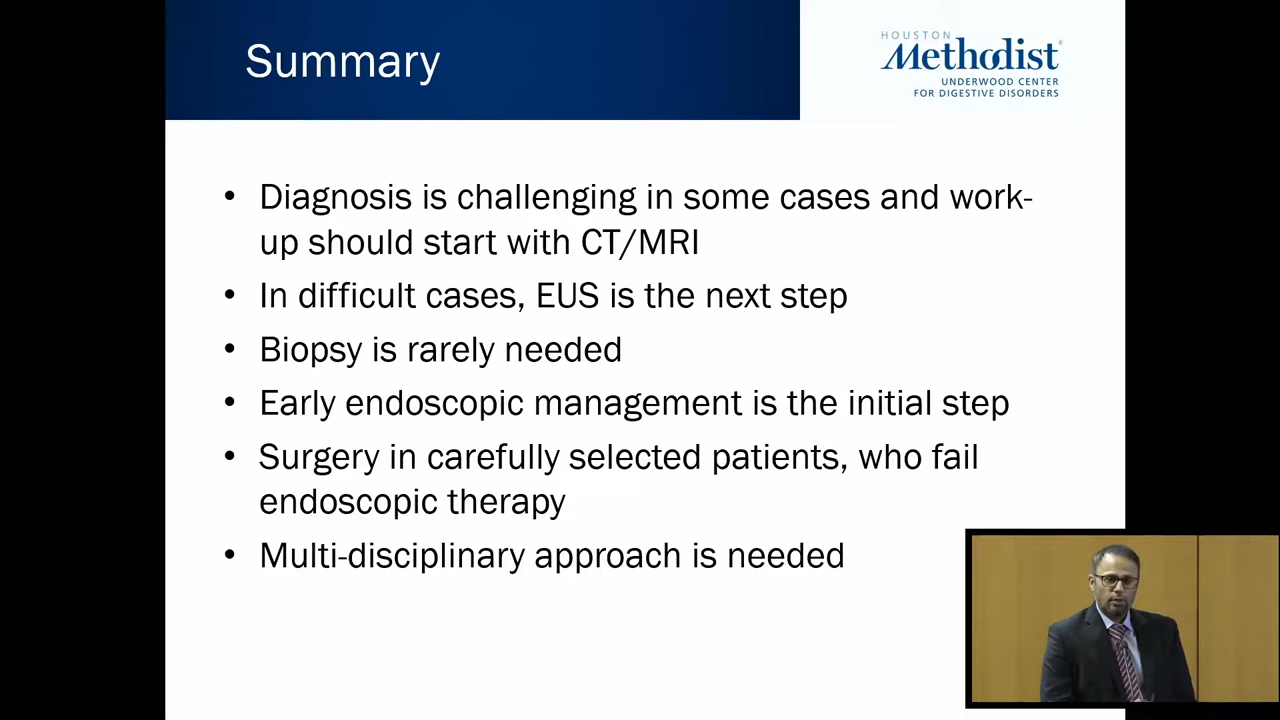 Summary
HOUSTON
Methodist®
UNDERWOOD CENTER
FOR DIGESTIVE DISORDERS
• Diagnosis is challenging in some cases and work-
up should start with CT/MRI
• In difficult cases, EUS is the next step
• Biopsy is rarely needed
• Early endoscopic management is the initial step
• Surgery in carefully selected patients, who fail
endoscopic therapy
• Multi-disciplinary approach is needed